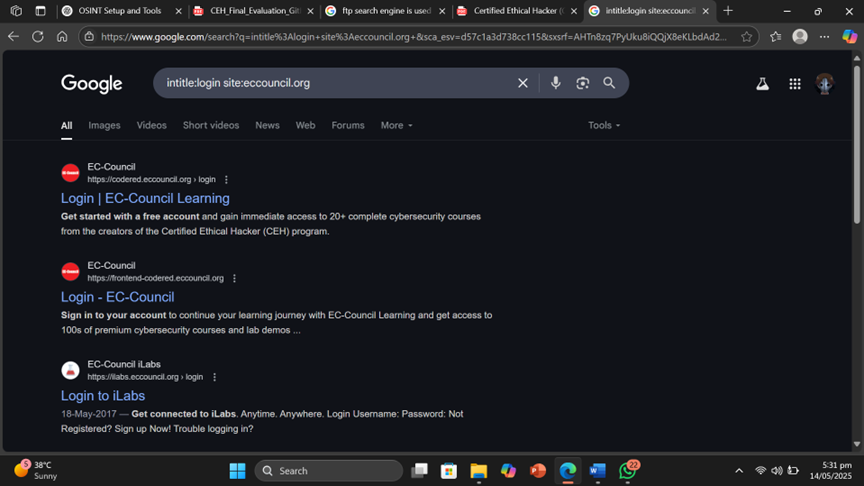 OSINT Setup and Tools
CEH_Final_Evaluation_Gitl
ftp search engine is used
Certified Ethical Hacker (C
intitle:login site:eccouncil
https://www.google.com/search?q=intitle%3Alogin+site%3Aeccouncil.org+&sca_esv=d57c1a3d738cc115&sxsrf=AHTn8zq7PyUku8iQQjX8eKLbdAd2...
Google
intitle:login site:eccouncil.org
All Images Videos Short videos News Web Forums More Tools
EC-Council
https://codered.eccouncil.org › login
Login | EC-Council Learning
Get started with a free account and gain immediate access to 20+ complete cybersecurity courses
from the creators of the Certified Ethical Hacker (CEH) program.
EC-Council
https://frontend-codered.eccouncil.org
Login - EC-Council
Sign in to your account to continue your learning journey with EC-Council Learning and get access to
100s of premium cybersecurity courses and lab demos ...
EC-Council iLabs
https://ilabs.eccouncil.org › login
Login to iLabs
18-May-2017 — Get connected to iLabs. Anytime. Anywhere. Login Username: Password: Not
Registered? Sign up Now! Trouble logging in?
5
38°C
Sunny
Search
22
5:31 pm
14/05/2025